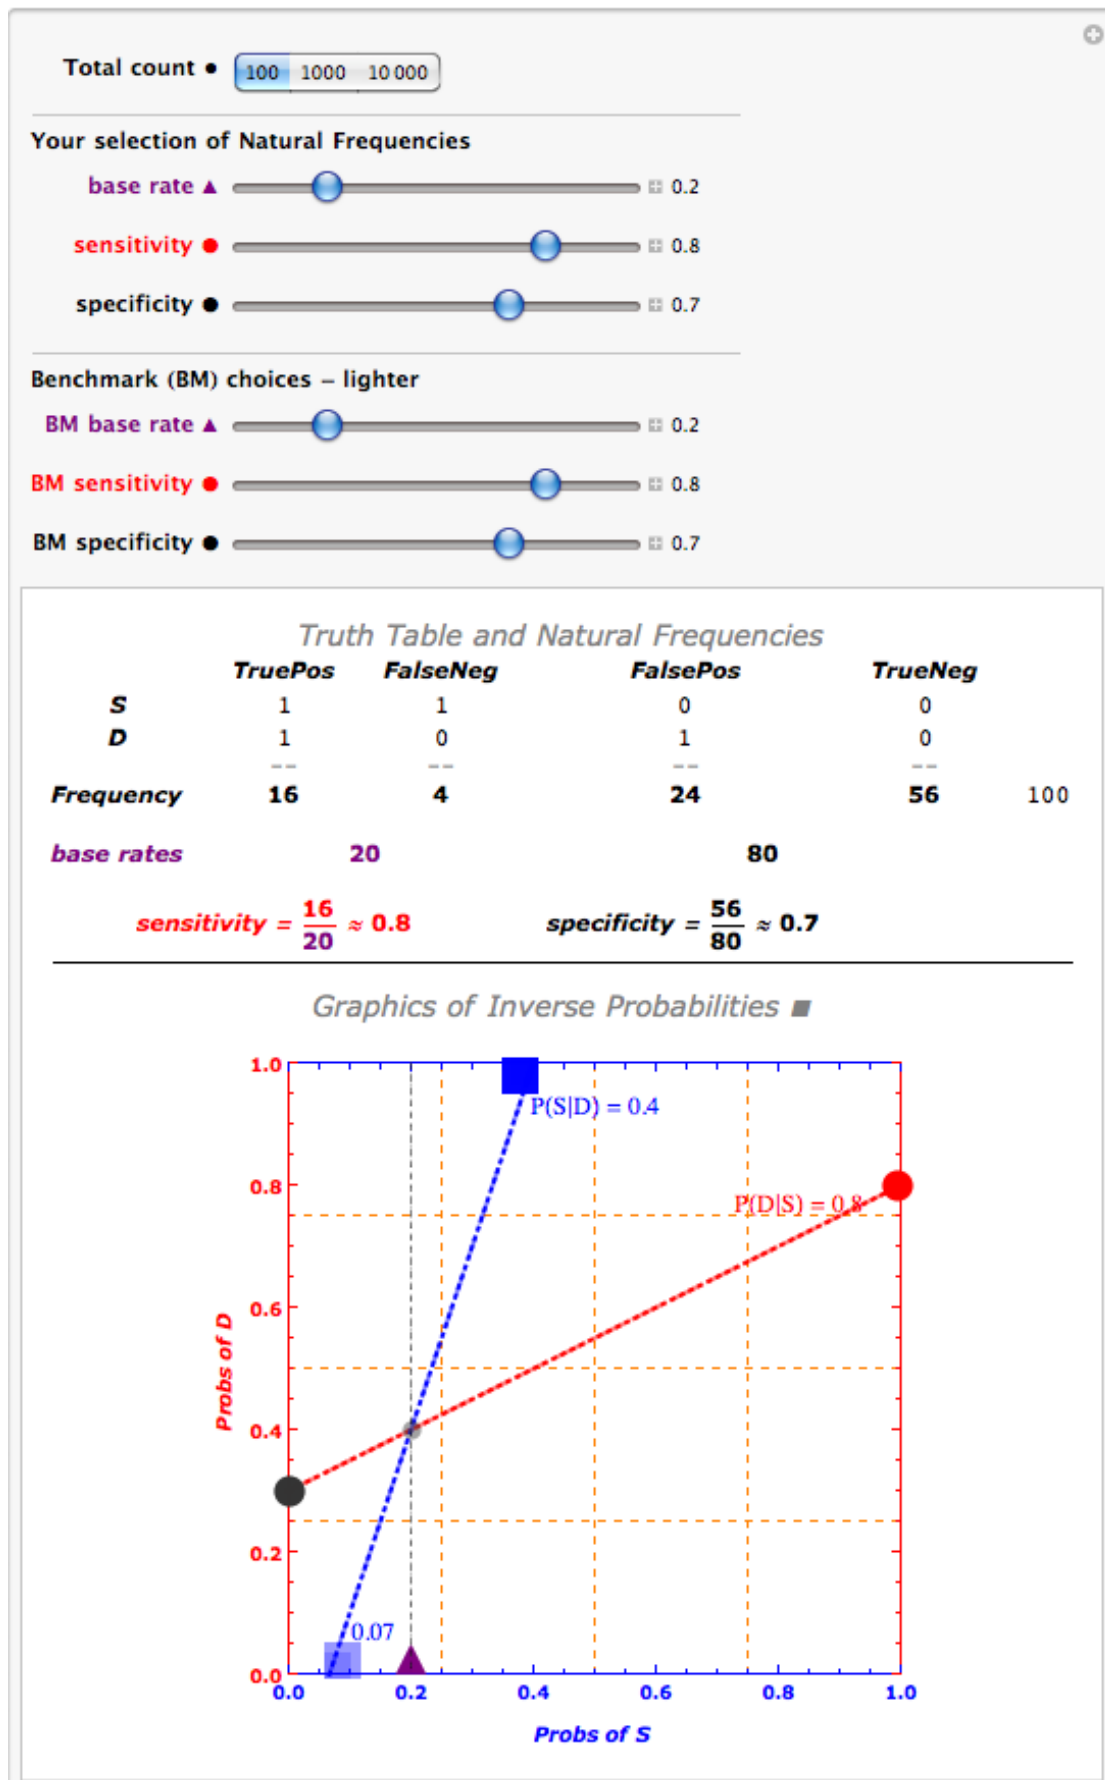 Total count ● 100 1000 10 000
Your selection of Natural Frequencies
base rate ▲ 0.2
sensitivity ● 0.8
specificity ● 0.7
Benchmark (BM) choices – lighter
BM base rate ▲ 0.2
BM sensitivity ● 0.8
BM specificity ● 0.7
Truth Table and Natural Frequencies
TruePos FalseNeg FalsePos TrueNeg
S 1 1 0 0
D 1 0 1 0
-- -- -- --
Frequency 16 4 24 56 100
base rates 20 80
sensitivity = 16/20 ≈ 0.8 specificity = 56/80 ≈ 0.7
Graphics of Inverse Probabilities ■
1.0
P(S|D) = 0.4
0.8
P(D|S) = 0.8
0.6
Probs of D
0.4
0.2
0.07
0.0
0.0 0.2 0.4 0.6 0.8 1.0
Probs of S